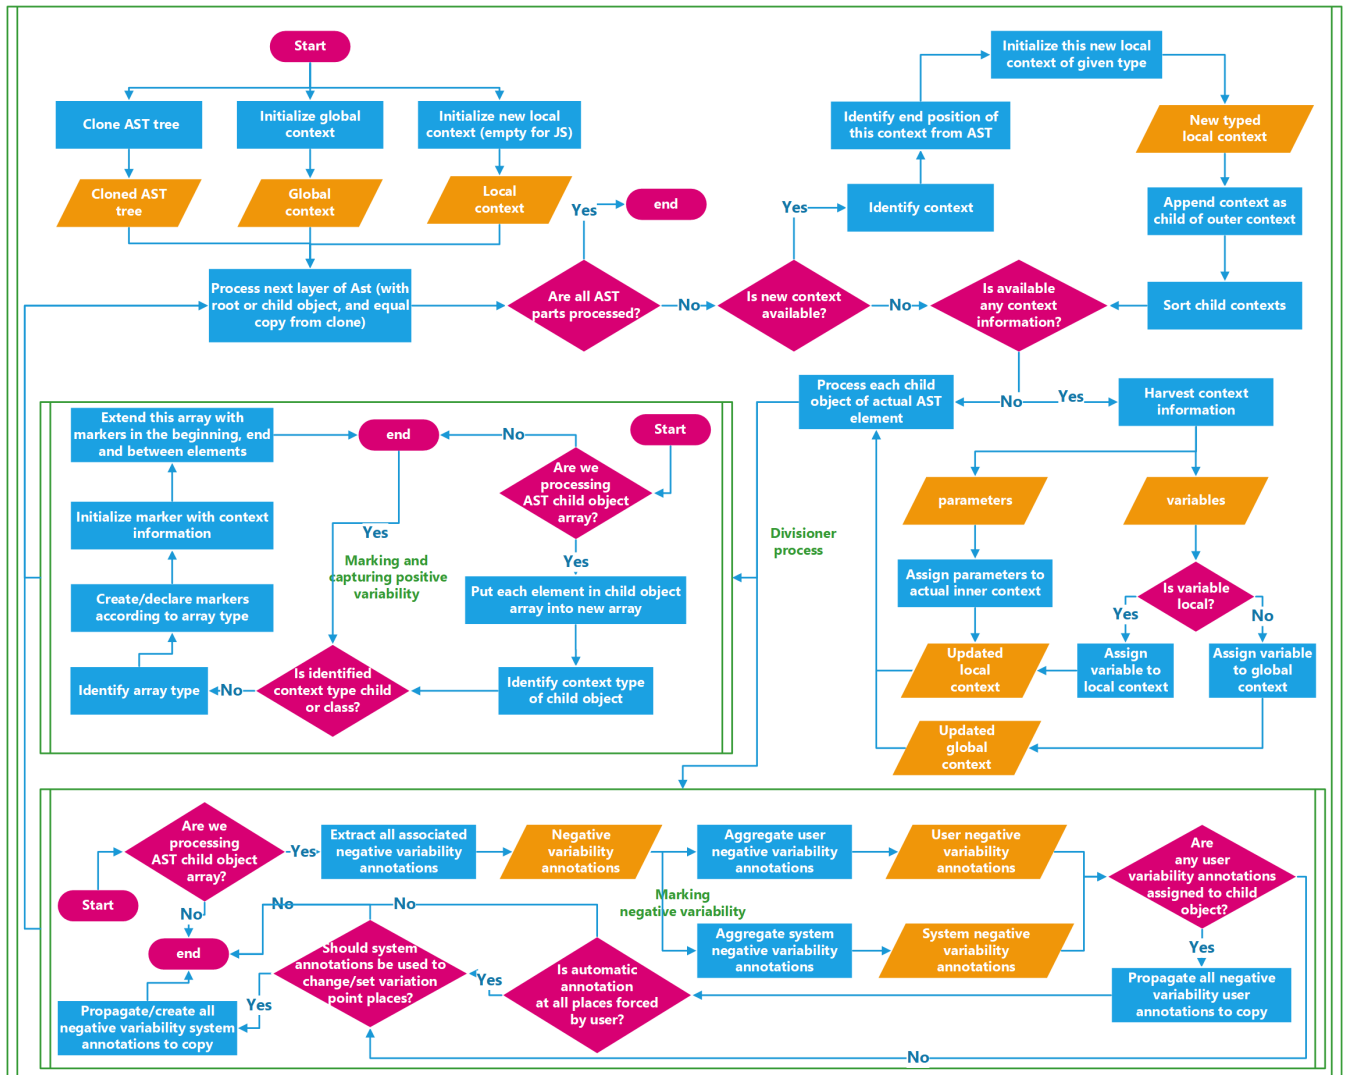 Start
Clone AST tree
Initialize global
context
Initialize new local
context (empty for JS)
Cloned AST
tree
Global
context
Local
context
Yes
end
Process next layer of Ast (with
root or child object, and equal
copy from clone)
Are all AST
parts processed?
No
Is new context
available?
Yes
Identify context
Identify end position of
this context from AST
Initialize this new local
context of given type
New typed
local context
Append context as
child of outer context
Sort child contexts
No
Is available
any context
information?
No
Yes
Process each child
object of actual AST
element
Harvest context
information
parameters
variables
Assign parameters to
actual inner context
Is variable
local?
Yes
No
Updated
local
context
Assign
variable to
local context
Assign variable
to global
context
Updated
global
context
Divisioner
process
Extend this array with
markers in the beginning, end
and between elements
end
No
Start
Are we
processing
AST child object
array?
Initialize marker with context
information
Yes
Marking and
capturing positive
variability
Yes
Create/declare markers
according to array type
Put each element in child object
array into new array
Identify array type
No
Is identified
context type child
or class?
Identify context type
of child object
Are we
processing
AST child object
array?
Yes
Extract all associated
negative variability
annotations
Negative
variability
annotations
Aggregate user
negative variability
annotations
User negative
variability
annotations
Are
any user
variability annotations
assigned to child
object?
Start
No
end
No
No
Marking
negative variability
Aggregate system
negative variability
annotations
System negative
variability
annotations
Yes
Should system
annotations be used to
change/set variation
point places?
Yes
Is automatic
annotation
at all places forced
by user?
Propagate all negative
variability user
annotations to copy
Yes
Propagate/create all
negative variability system
annotations to copy
No